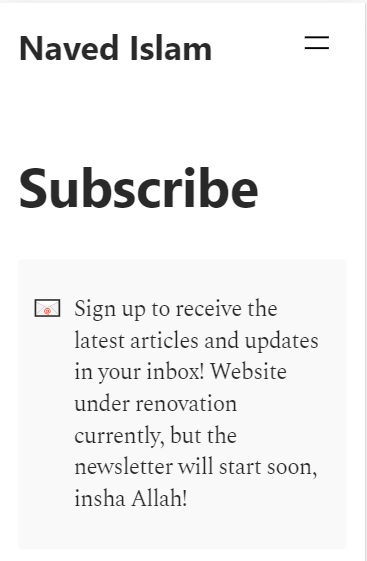 Naved Islam
Subscribe
Sign up to receive the
latest articles and updates
in your inbox! Website
under renovation
currently, but the
newsletter will start soon,
insha Allah!